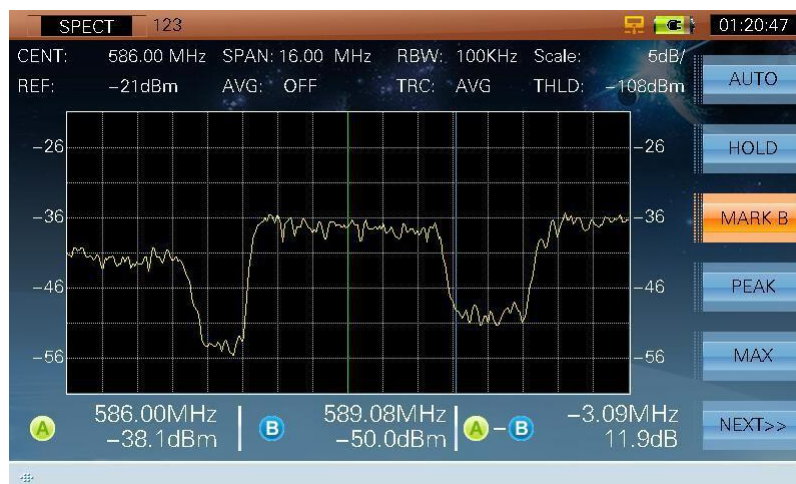 SPECT 123 01:20:47
CENT: 586.00 MHz SPAN: 16.00 MHz RBW: 100KHz Scale: 5dB/
REF: -21dBm AVG: OFF TRC: AVG THLD: -108dBm
AUTO
-26 -26 HOLD
-36 -36 MARK B
-46 -46 PEAK
-56 -56 MAX
A 586.00MHz B 589.08MHz A-B -3.09MHz
-38.1dBm -50.0dBm 11.9dB
NEXT>>